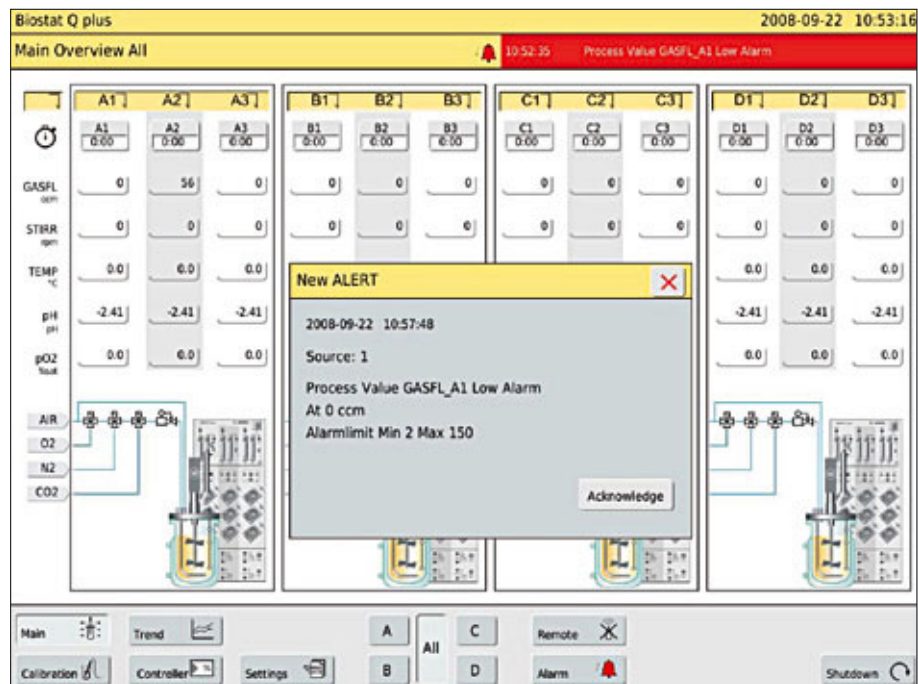 Biostat Q plus 2008-09-22 10:53:16
Main Overview All 10:52:35 Process Value GASFL_A1 Low Alarm
A1 A2 A3 B1 B2 B3 C1 C2 C3 D1 D2 D3
A1 A2 A3 B1 B2 B3 C1 C2 C3 D1 D2 D3
0:00 0:00 0:00 0:00 0:00 0:00 0:00 0:00 0:00 0:00 0:00 0:00
GASFL 0 56 0 0 0 0 0 0 0 0 0 0
ccm
STIRR 0 0 0 0 0 0 0 0 0 0 0 0
rpm
TEMP 0.0 0.0 0.0 0.0 0.0 0.0
°C
pH -2.41 -2.41 -2.41 -2.41 -2.41 -2.41
pH
pO2 0.0 0.0 0.0 0.0 0.0 0.0
%sat
AIR
O2
N2
CO2
New ALERT
2008-09-22 10:57:48
Source: 1
Process Value GASFL_A1 Low Alarm
At 0 ccm
Alarmlimit Min 2 Max 150
Acknowledge
Main Trend A All C Remote
Calibration Controller Settings B D Alarm Shutdown